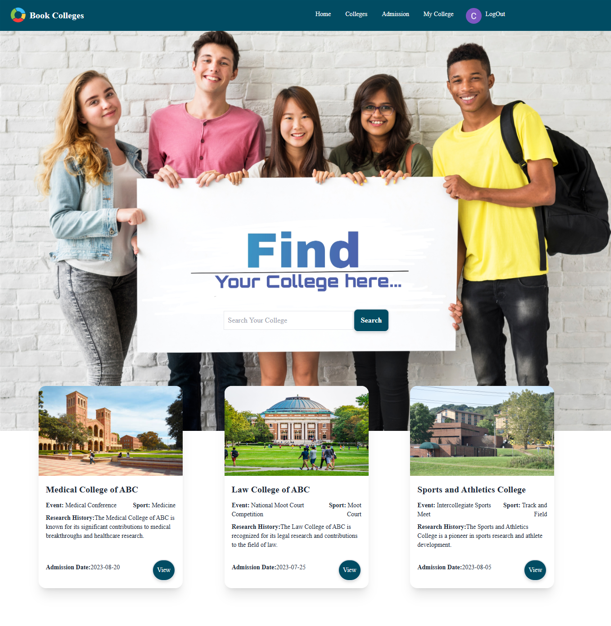 Book Colleges
Home Colleges Admission My College C LogOut
Find
Your College here...
Search Your College Search
Medical College of ABC
Event: Medical Conference Sport: Medicine
Research History:The Medical College of ABC is
known for its significant contributions to medical
breakthroughs and healthcare research.
Admission Date:2023-08-20 View
Law College of ABC
Event: National Moot Court Sport: Moot
Competition Court
Research History:The Law College of ABC is
recognized for its legal research and contributions
to the field of law.
Admission Date:2023-07-25 View
Sports and Athletics College
Event: Intercollegiate Sports Sport: Track and
Meet Field
Research History:The Sports and Athletics
College is a pioneer in sports research and athlete
development.
Admission Date:2023-08-05 View